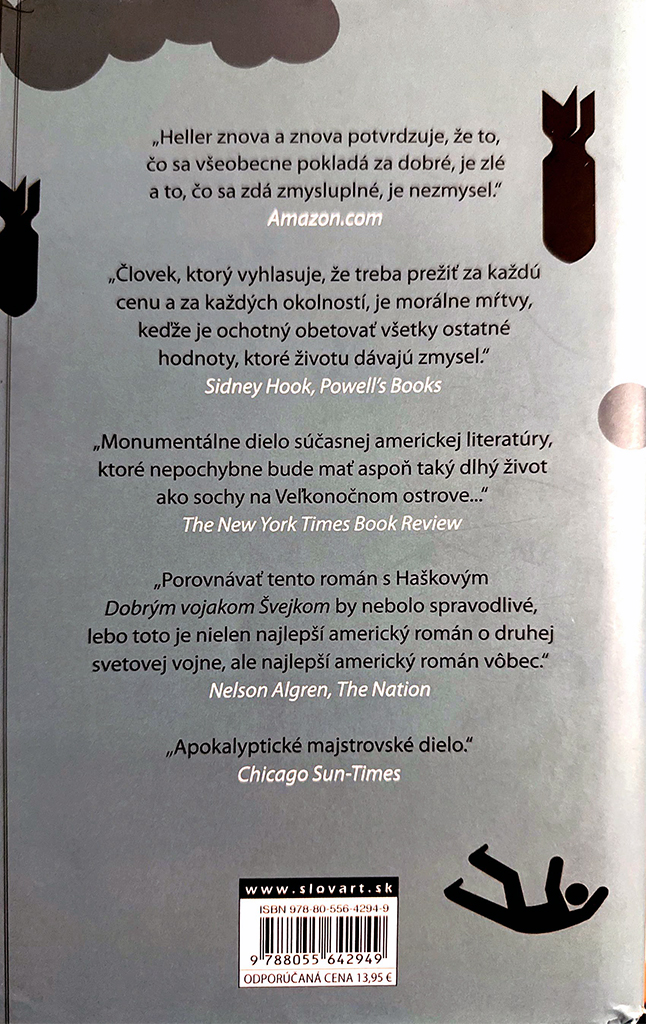 „Heller znova a znova potvrdzuje, že to,
čo sa všeobecne pokladá za dobré, je zlé
a to, čo sa zdá zmysluplné, je nezmysel.“
Amazon.com
„Človek, ktorý vyhlasuje, že treba prežiť za každú
cenu a za každých okolností, je morálne mŕtvy,
keďže je ochotný obetovať všetky ostatné
hodnoty, ktoré životu dávajú zmysel.“
Sidney Hook, Powell’s Books
„Monumentálne dielo súčasnej americkej literatúry,
ktoré nepochybne bude mať aspoň taký dlhý život
ako sochy na Veľkonočnom ostrove...“
The New York Times Book Review
„Porovnávať tento román s Haškovým
Dobrým vojakom Švejkom by nebolo spravodlivé,
lebo toto je nielen najlepší americký román o druhej
svetovej vojne, ale najlepší americký román vôbec.“
Nelson Algren, The Nation
„Apokalyptické majstrovské dielo.“
Chicago Sun-Times
www.slovart.sk
ISBN 978-80-556-4294-9
9 788055 642949
ODPORÚČANÁ CENA 13,95 €